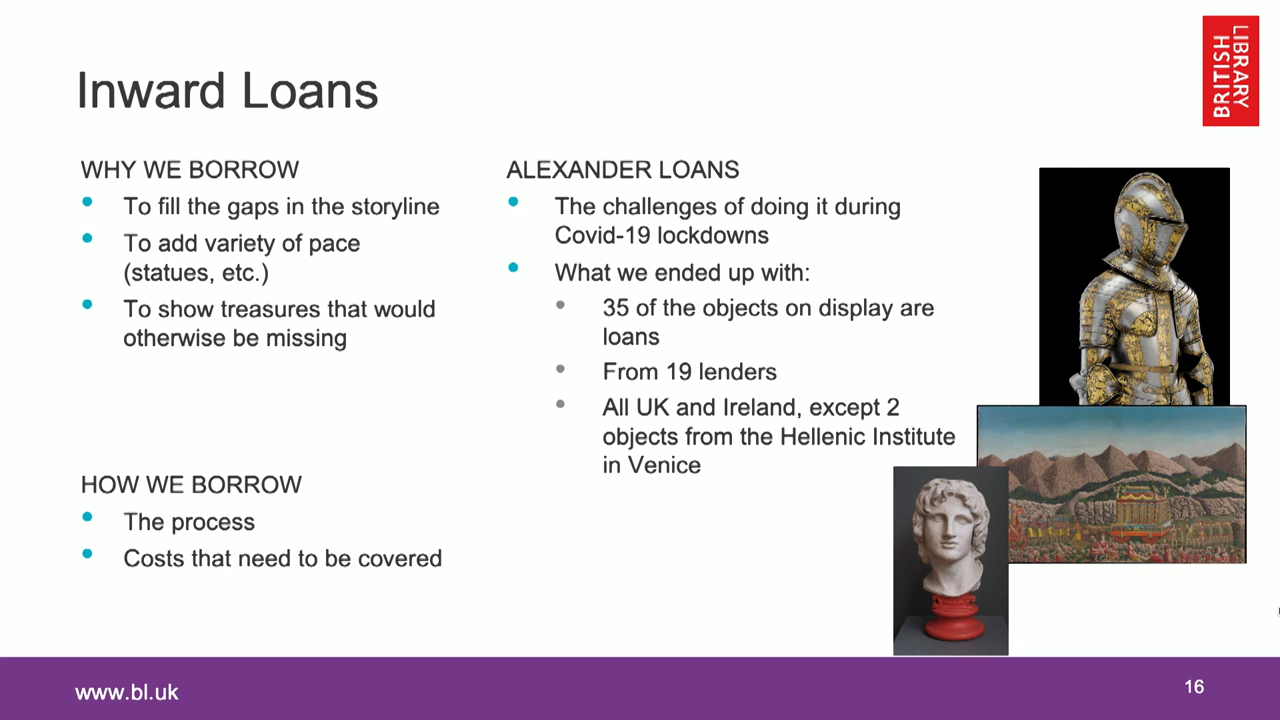 Inward Loans
LIBRARY
BRITISH
WHY WE BORROW
To fill the gaps in the storyline
To add variety of pace
(statues, etc.)
To show treasures that would
otherwise be missing
HOW WE BORROW
The process
Costs that need to be covered
ALEXANDER LOANS
The challenges of doing it during
Covid-19 lockdowns
What we ended up with:
35 of the objects on display are
loans
From 19 lenders
All UK and Ireland, except 2
objects from the Hellenic Institute
in Venice
www.bl.uk
16